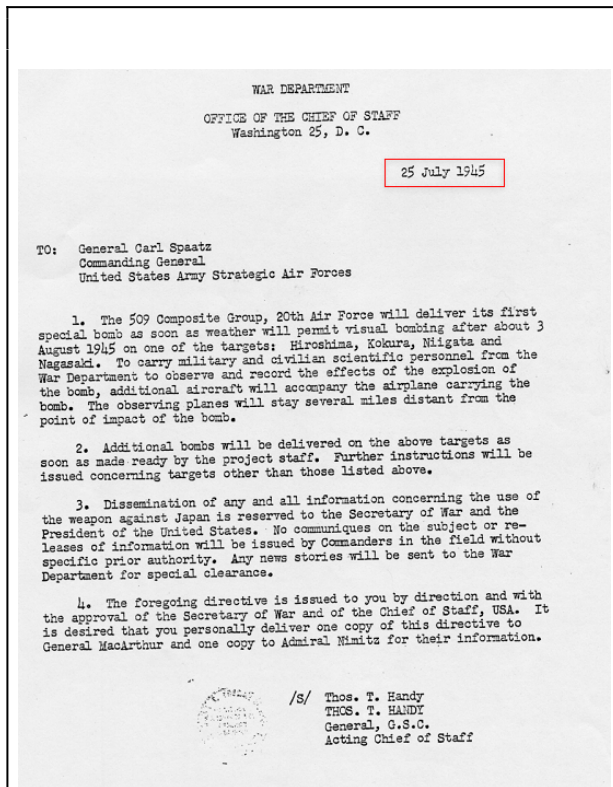 WAR DEPARTMENT
OFFICE OF THE CHIEF OF STAFF
Washington 25, D. C.
25 July 1945
TO: General Carl Spaatz
Commanding General
United States Army Strategic Air Forces
1. The 509 Composite Group, 20th Air Force will deliver its first
special bomb as soon as weather will permit visual bombing after about 3
August 1945 on one of the targets: Hiroshima, Kokura, Niigata and
Nagasaki. To carry military and civilian scientific personnel from the
War Department to observe and record the effects of the explosion of
the bomb, additional aircraft will accompany the airplane carrying the
bomb. The observing planes will stay several miles distant from the
point of impact of the bomb.
2. Additional bombs will be delivered on the above targets as
soon as made ready by the project staff. Further instructions will be
issued concerning targets other than those listed above.
3. Dissemination of any and all information concerning the use of
the weapon against Japan is reserved to the Secretary of War and the
President of the United States. No communiques on the subject or re-
leases of information will be issued by Commanders in the field without
specific prior authority. Any news stories will be sent to the War
Department for special clearance.
4. The foregoing directive is issued to you by direction and with
the approval of the Secretary of War and of the Chief of Staff, USA. It
is desired that you personally deliver one copy of this directive to
General MacArthur and one copy to Admiral Nimitz for their information.
/S/ Thos. T. Handy
THOS. T. HANDY
General, G.S.C.
Acting Chief of Staff